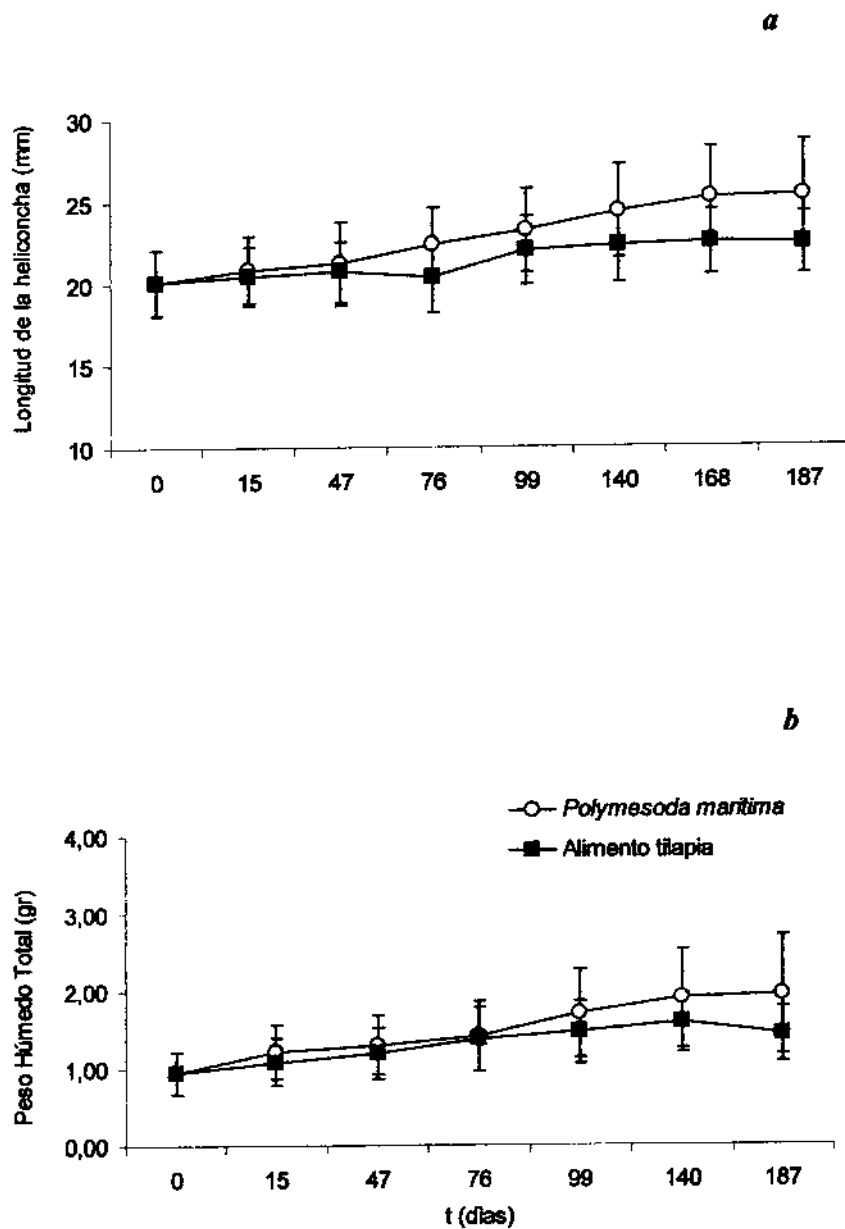 a
Longitud de la heliconcha (mm)
30
25
20
15
10
0 15 47 76 99 140 168 187
b
Polymesoda maritima
Alimento tilapia
Peso Húmedo Total (gr)
4,00
3,00
2,00
1,00
0,00
0 15 47 76 99 140 187
t (días)